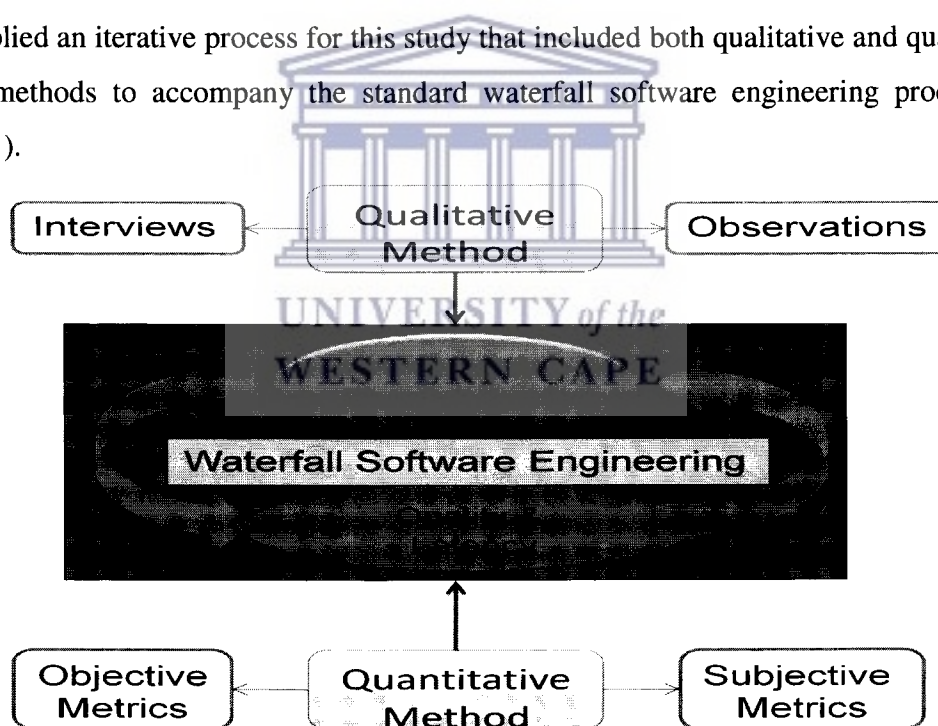 plied an iterative process for this study that included both qualitative and qu
methods to accompany the standard waterfall software engineering pro
).
Interviews
Qualitative
Method
Observations
UNIVERSITY of the
WESTERN CAPE
Waterfall Software Engineering
Objective
Metrics
Quantitative
Method
Subjective
Metrics